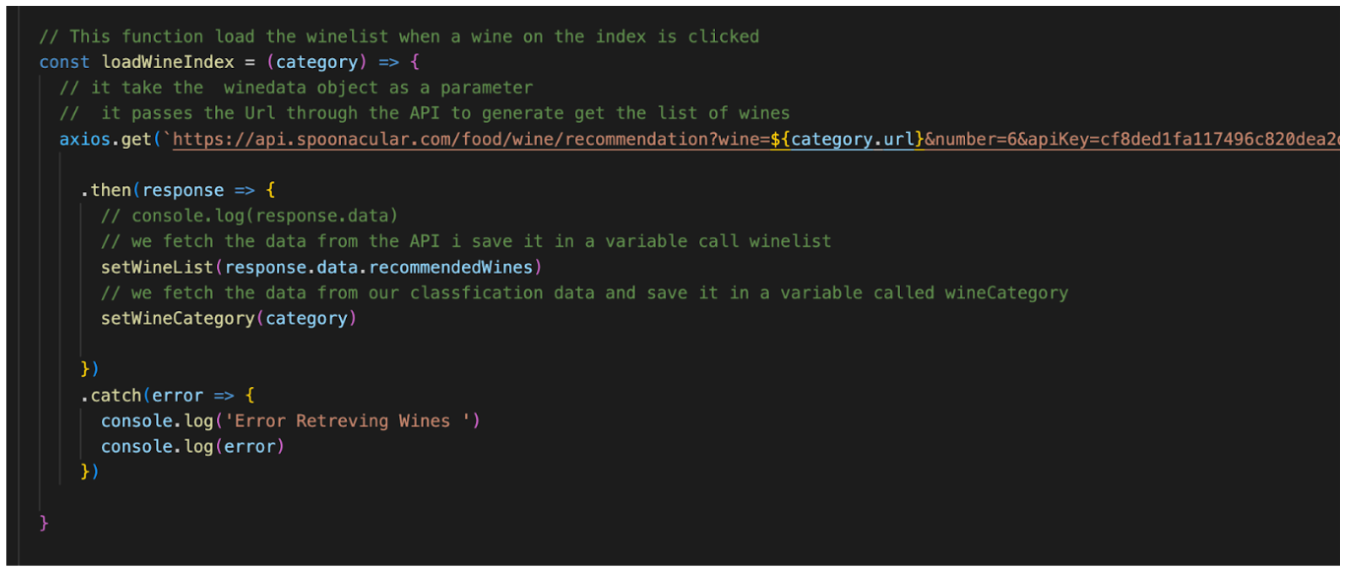 // This function load the winelist when a wine on the index is clicked
const loadWineIndex = (category) => {
// it take the  winedata object as a parameter
//  it passes the Url through the API to generate get the list of wines
axios.get(`https://api.spoonacular.com/food/wine/recommendation?wine=${category.url}&number=6&apiKey=cf8ded1fa117496c820dea2
.then(response => {
// console.log(response.data)
// we fetch the data from the API i save it in a variable call winelist
setWineList(response.data.recommendedWines)
// we fetch the data from our classfication data and save it in a variable called wineCategory
setWineCategory(category)
})
.catch(error => {
console.log('Error Retreving Wines ')
console.log(error)
})
}